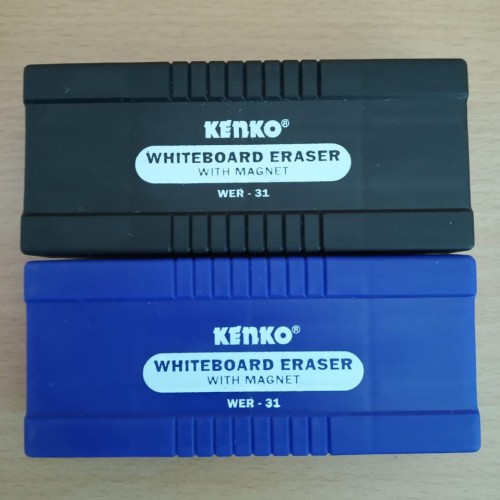 KENKO®
WHITEBOARD ERASER
WITH MAGNET
WER - 31
KENKO®
WHITEBOARD ERASER
WITH MAGNET
WER - 31